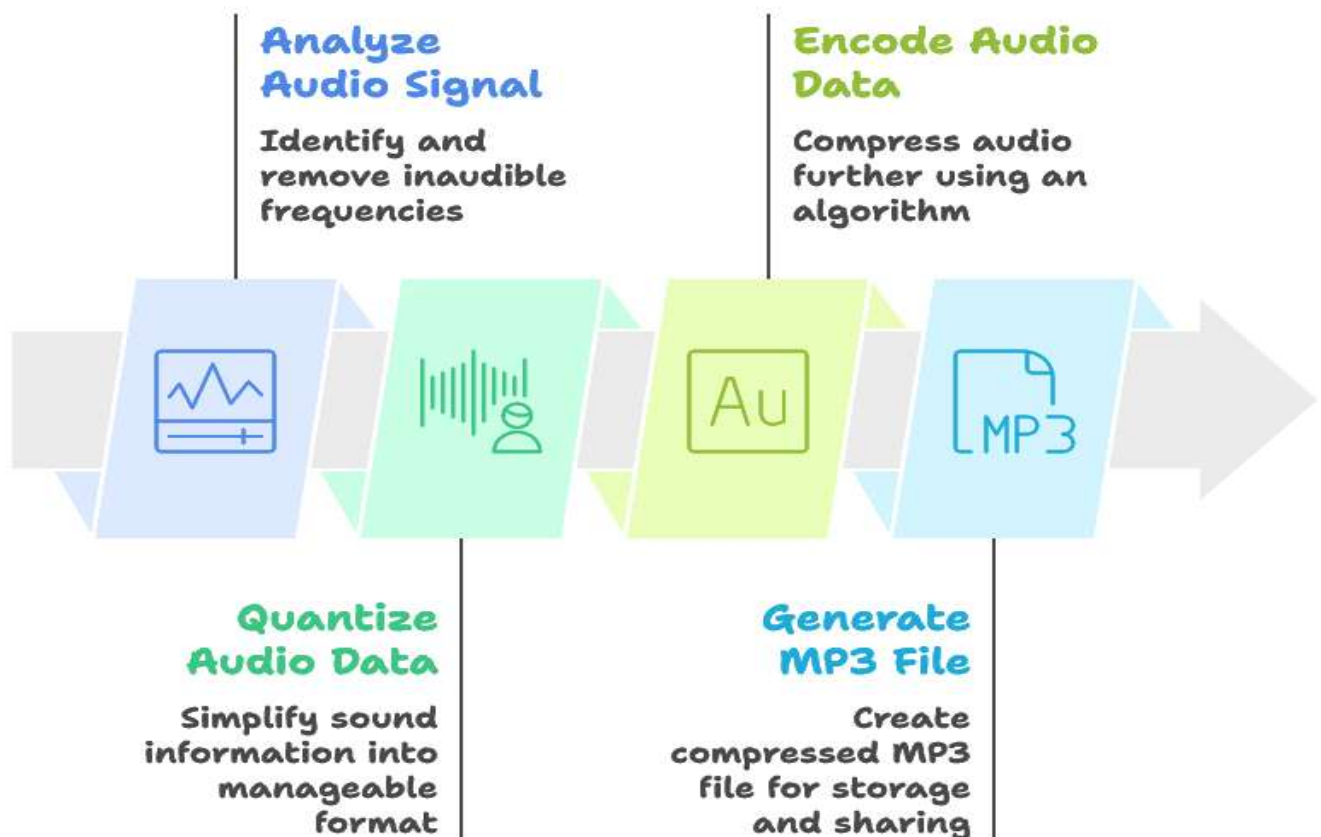 Analyze
Audio Signal
Identify and
remove inaudible
frequencies
Encode Audio
Data
Compress audio
further using an
algorithm
Au
MP3
Quantize
Audio Data
Simplify sound
information into
manageable
format
Generate
MP3 File
Create
compressed MP3
file for storage
and sharing